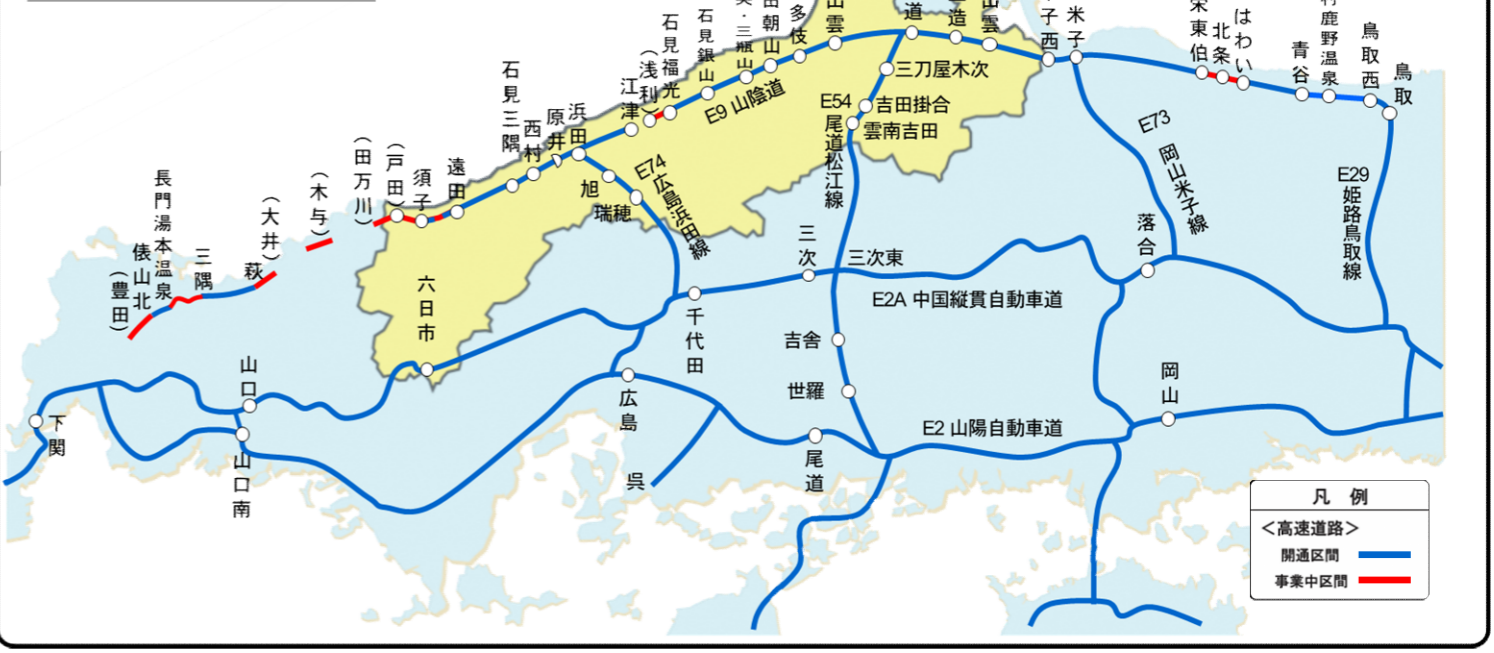 鳥取
鳥取西
鹿野温泉
青谷
はわい
北条
栄東伯
米子
子西
山雲
造
道
山雲
多伎
田朝山
・三瓶山
石見銀山
石見福光
（浅利）
江津
浜田
原井
西村
石見三隅
遠田
須子
（戸田）
（田万川）
（木与）
（大井）
萩
三隅
長門湯本温泉
俵山北
（豊田）
E9 山陰道
三刀屋木次
吉田掛合
雲南吉田
E54 尾道松江線
E74 広島浜田線
旭
瑞穂
E73 岡山米子線
E29 姫路鳥取線
落合
三次
三次東
E2A 中国縦貫自動車道
千代田
六日市
吉舎
世羅
山口
山口南
下関
広島
呉
尾道
岡山
E2 山陽自動車道
凡 例
＜高速道路＞
開通区間
事業中区間